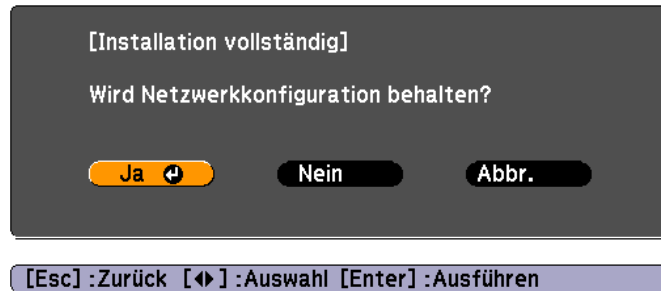 [Installation vollständig]
Wird Netzwerkkonfiguration behalten?
Ja Nein Abbr.
[Esc] :Zurück [◀▶] :Auswahl [Enter] :Ausführen